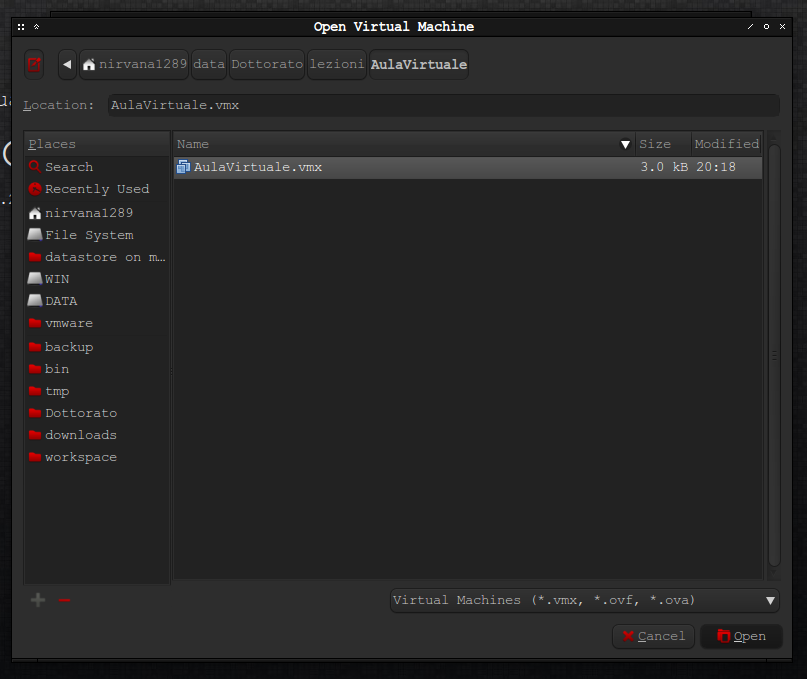 Open Virtual Machine
nirvana1289 data Dottorato lezioni AulaVirtuale
Location: AulaVirtuale.vmx
Places
Search
Recently Used
nirvana1289
File System
datastore on m…
WIN
DATA
vmware
backup
bin
tmp
Dottorato
downloads
workspace
Name Size Modified
AulaVirtuale.vmx 3.0 kB 20:18
Virtual Machines (*.vmx, *.ovf, *.ova)
Cancel Open